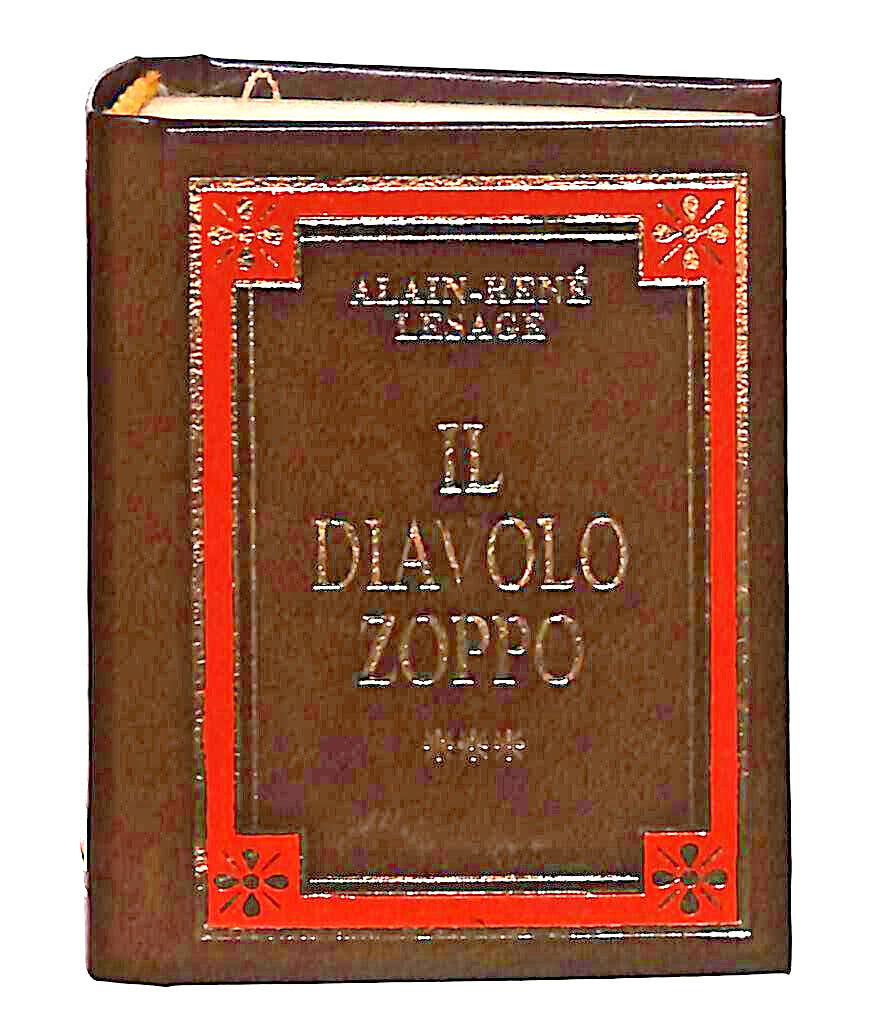 ALAIN-RENÉ
LESAGE
IL
DIAVOLO
ZOPPO
***